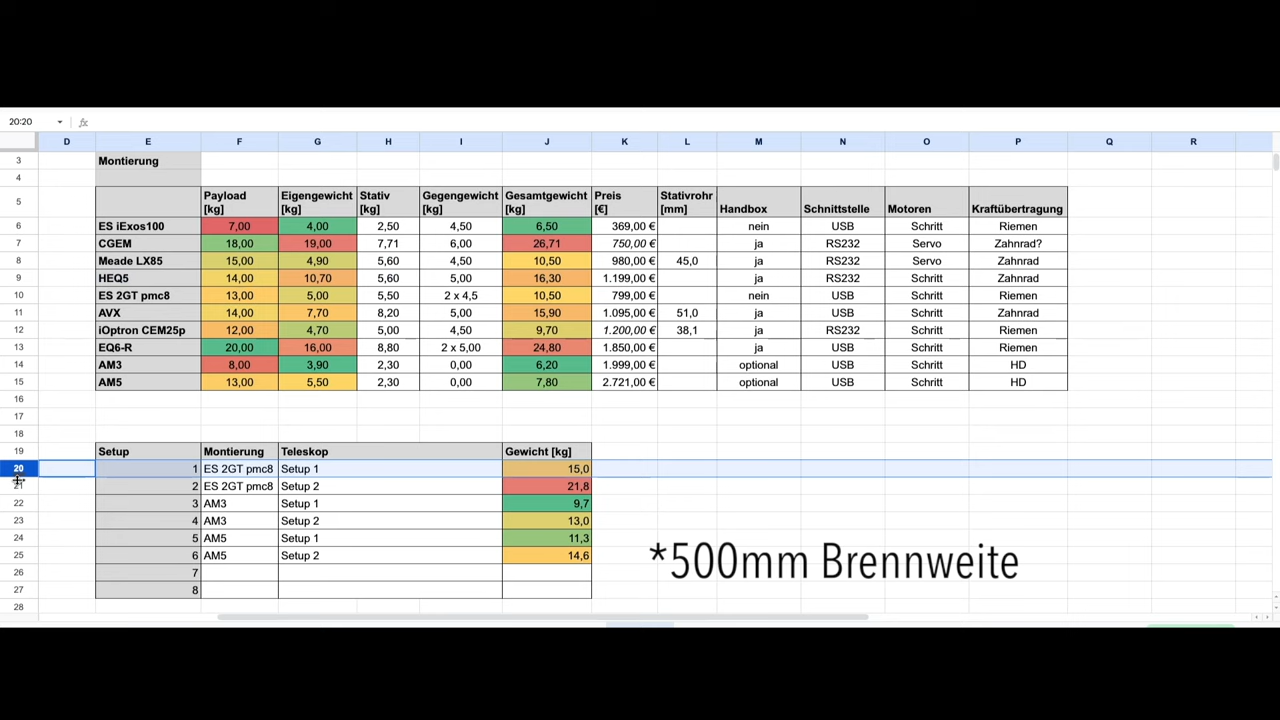 20:20 fx
D E F G H I J K L M N O P Q R
3 Montierung
4
5 Payload [kg] Eigengewicht [kg] Stativ [kg] Gegengewicht [kg] Gesamtgewicht [kg] Preis [€] Stativrohr [mm] Handbox Schnittstelle Motoren Kraftübertragung
6 ES iExos100 7,00 4,00 2,50 4,50 6,50 369,00 € nein USB Schritt Riemen
7 CGEM 18,00 19,00 7,71 6,00 26,71 750,00 € ja RS232 Servo Zahnrad?
8 Meade LX85 15,00 4,90 5,60 4,50 10,50 980,00 € 45,0 ja RS232 Servo Zahnrad
9 HEQ5 14,00 10,70 5,60 5,00 16,30 1.199,00 € ja RS232 Schritt Zahnrad
10 ES 2GT pmc8 13,00 5,00 5,50 2 x 4,5 10,50 799,00 € nein USB Schritt Riemen
11 AVX 14,00 7,70 8,20 5,00 15,90 1.095,00 € 51,0 ja USB Schritt Zahnrad
12 iOptron CEM25p 12,00 4,70 5,00 4,50 9,70 1.200,00 € 38,1 ja RS232 Schritt Riemen
13 EQ6-R 20,00 16,00 8,80 2 x 5,00 24,80 1.850,00 € ja USB Schritt Riemen
14 AM3 8,00 3,90 2,30 0,00 6,20 1.999,00 € optional USB Schritt HD
15 AM5 13,00 5,50 2,30 0,00 7,80 2.721,00 € optional USB Schritt HD
16
17
18
19 Setup Montierung Teleskop Gewicht [kg]
20 1 ES 2GT pmc8 Setup 1 15,0
21 2 ES 2GT pmc8 Setup 2 21,8
22 3 AM3 Setup 1 9,7
23 4 AM3 Setup 2 13,0
24 5 AM5 Setup 1 11,3
25 6 AM5 Setup 2 14,6
26 7
27 8
28
*500mm Brennweite